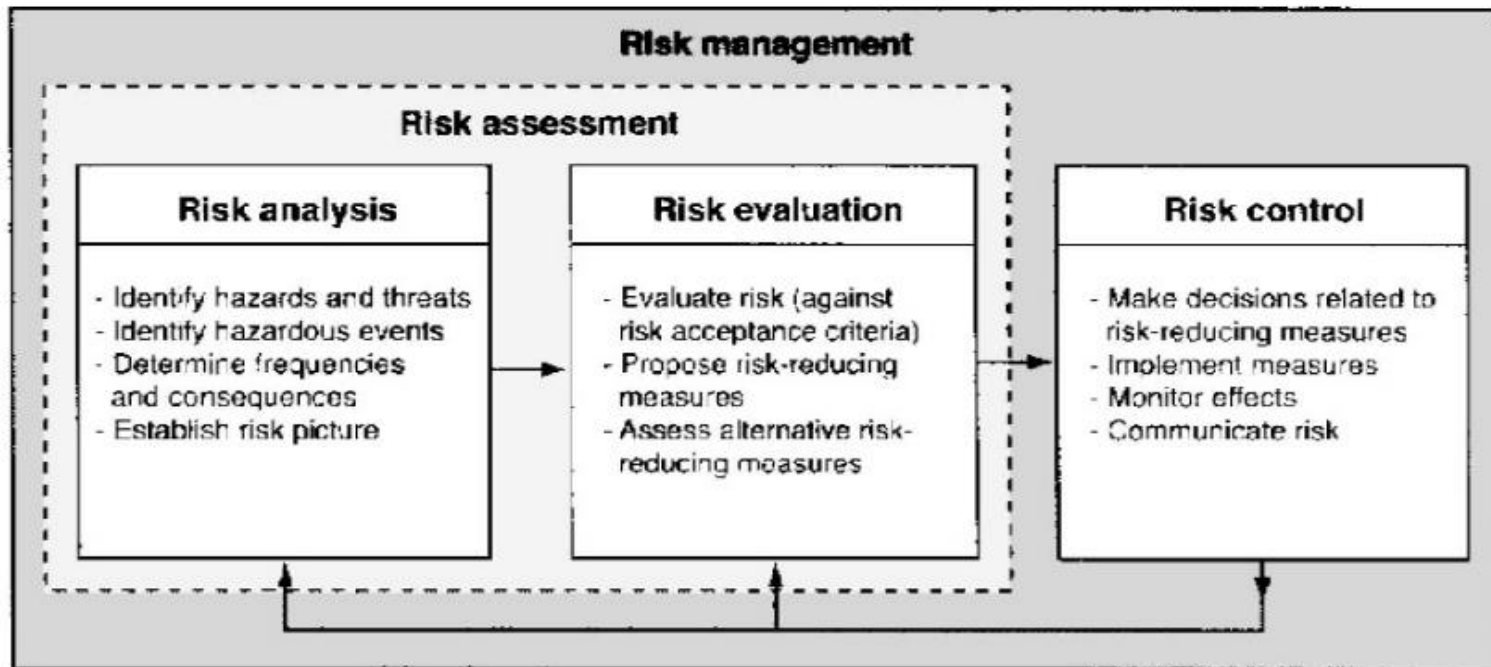 Risk management
Risk assessment
Risk analysis
- Identify hazards and threats
- Identify hazardous events
- Determine frequencies
and consequences
- Establish risk picture
Risk evaluation
- Evaluate risk (against
risk acceptance criteria)
- Propose risk-reducing
measures
- Assess alternative risk-
reducing measures
Risk control
- Make decisions related to
risk-reducing measures
- Implement measures
- Monitor effects
- Communicate risk